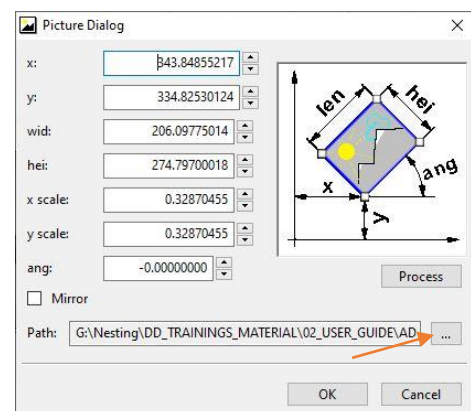 Picture Dialog
x: 343.84855217
y: 334.82530124
wid: 206.09775014
hei: 274.79700018
x scale: 0.32870455
y scale: 0.32870455
ang: -0.00000000
Mirror
len
hei
ang
x
y
Process
Path: G:\Nesting\DD_TRAININGS_MATERIAL\02_USER_GUIDE\AD ...
OK Cancel